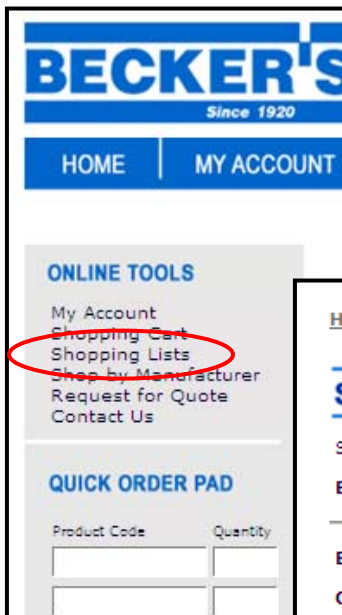 BECKER'S
Since 1920
HOME
MY ACCOUNT
ONLINE TOOLS
My Account
Shopping Cart
Shopping Lists
Shop by Manufacturer
Request for Quote
Contact Us
QUICK ORDER PAD
Product Code Quantity